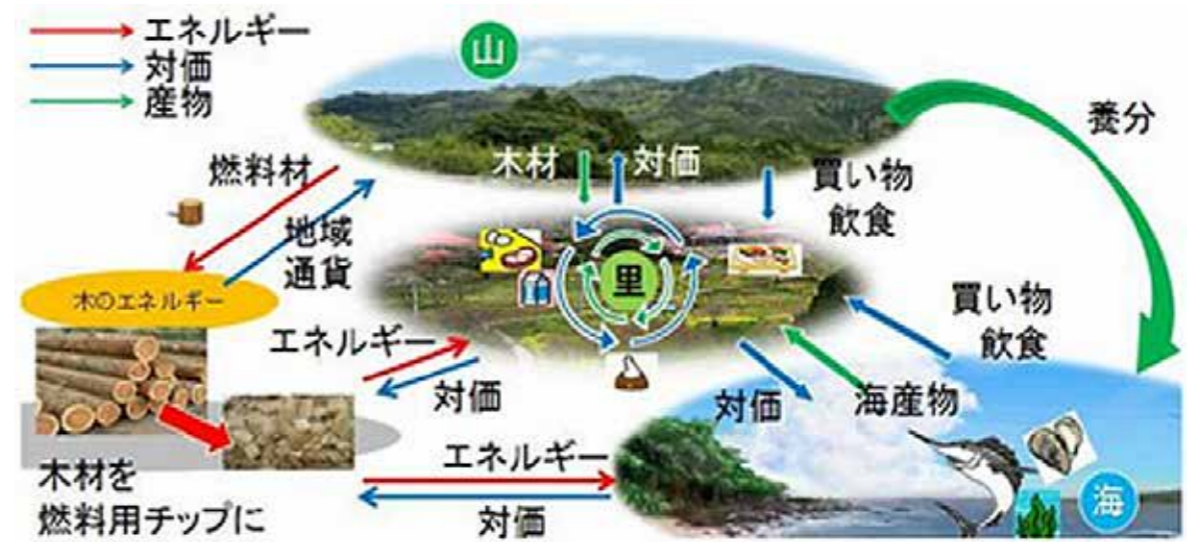 エネルギー
対価
産物
山
養分
木材
対価
買い物
飲食
燃料材
地域
通貨
里
木のエネルギー
買い物
飲食
エネルギー
対価
対価
海産物
エネルギー
対価
木材を
燃料用チップに
海